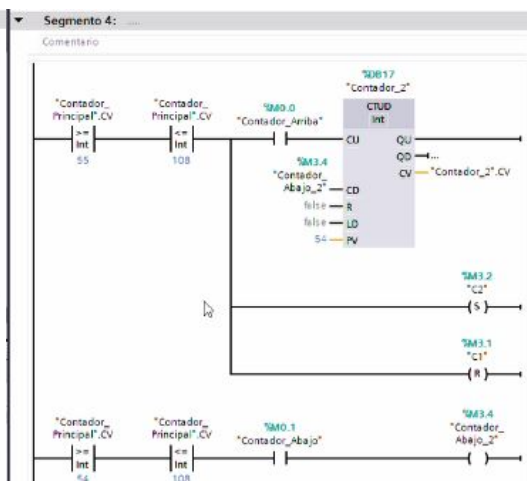 Segmento 4: .....
Comentario
%DB17
"Contador_2"
"Contador_
Principal".CV
>=
Int
55
"Contador_
Principal".CV
<=
Int
108
%M0.0
"Contador_Arriba"
CTUD
Int
CU
QU
QD
...
CV
"Contador_2".CV
%M3.4
"Contador_
Abajo_2"
CD
false
R
false
LD
54
PV
%M3.2
"C2"
S
%M3.1
"C1"
R
"Contador_
Principal".CV
>=
Int
54
"Contador_
Principal".CV
<=
Int
108
%M0.1
"Contador_Abajo"
%M3.4
"Contador_
Abajo_2"